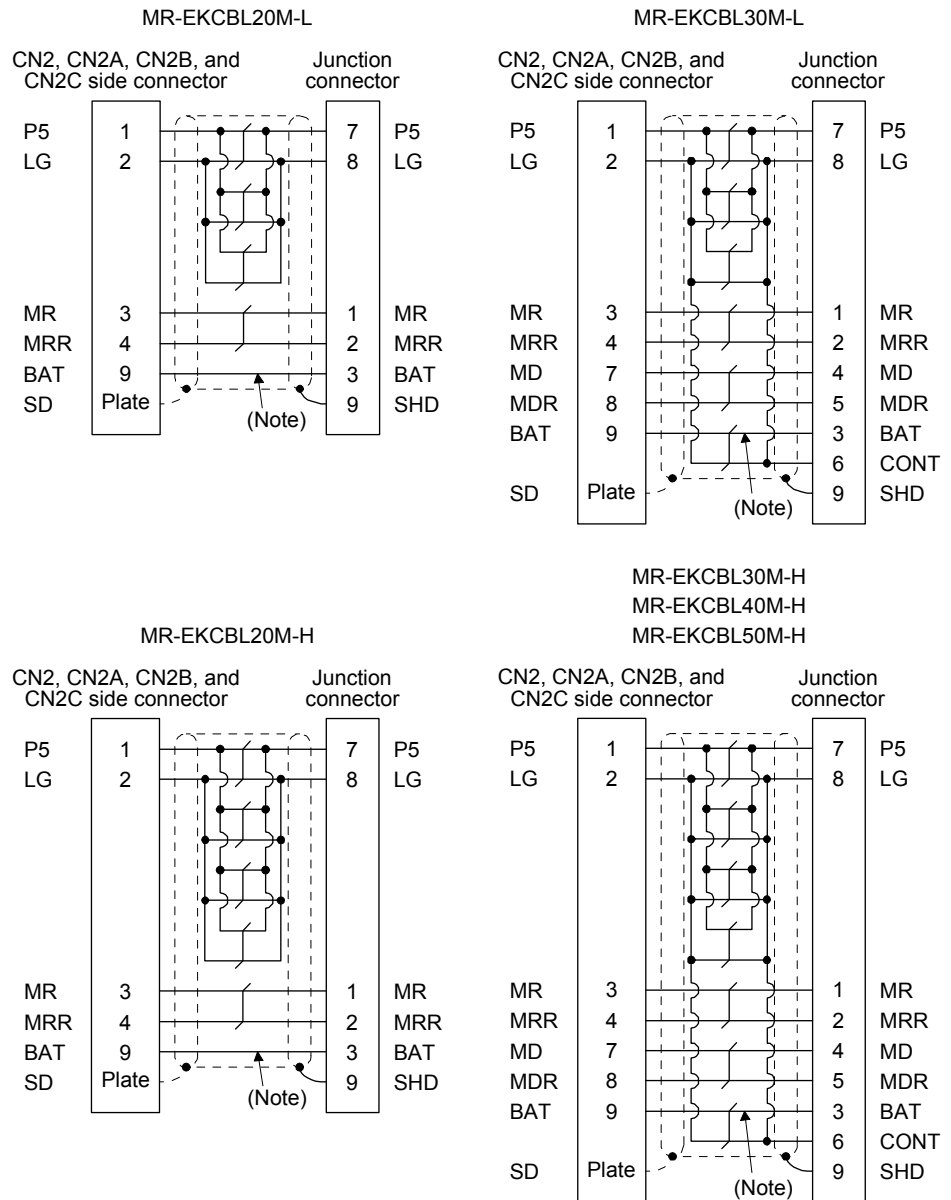 MR-EKCBL20M-L
CN2, CN2A, CN2B, and
CN2C side connector
Junction
connector
P5 1 7 P5
LG 2 8 LG
MR 3 1 MR
MRR 4 2 MRR
BAT 9 3 BAT
SD Plate 9 SHD
(Note)
MR-EKCBL30M-L
CN2, CN2A, CN2B, and
CN2C side connector
Junction
connector
P5 1 7 P5
LG 2 8 LG
MR 3 1 MR
MRR 4 2 MRR
MD 7 4 MD
MDR 8 5 MDR
BAT 9 3 BAT
6 CONT
SD Plate 9 SHD
(Note)
MR-EKCBL20M-H
CN2, CN2A, CN2B, and
CN2C side connector
Junction
connector
P5 1 7 P5
LG 2 8 LG
MR 3 1 MR
MRR 4 2 MRR
BAT 9 3 BAT
SD Plate 9 SHD
(Note)
MR-EKCBL30M-H
MR-EKCBL40M-H
MR-EKCBL50M-H
CN2, CN2A, CN2B, and
CN2C side connector
Junction
connector
P5 1 7 P5
LG 2 8 LG
MR 3 1 MR
MRR 4 2 MRR
MD 7 4 MD
MDR 8 5 MDR
BAT 9 3 BAT
6 CONT
SD Plate 9 SHD
(Note)